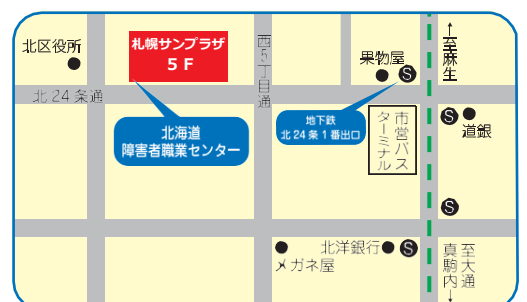 北区役所
札幌サンプラザ
5F
西5丁目通
果物屋
S
←至麻生
北24条通
北海道
障害者職業センター
地下鉄
北24条1番出口
市営バス
ターミナル
S
道銀
S
北洋銀行
S
メガネ屋
至大通
真駒内→